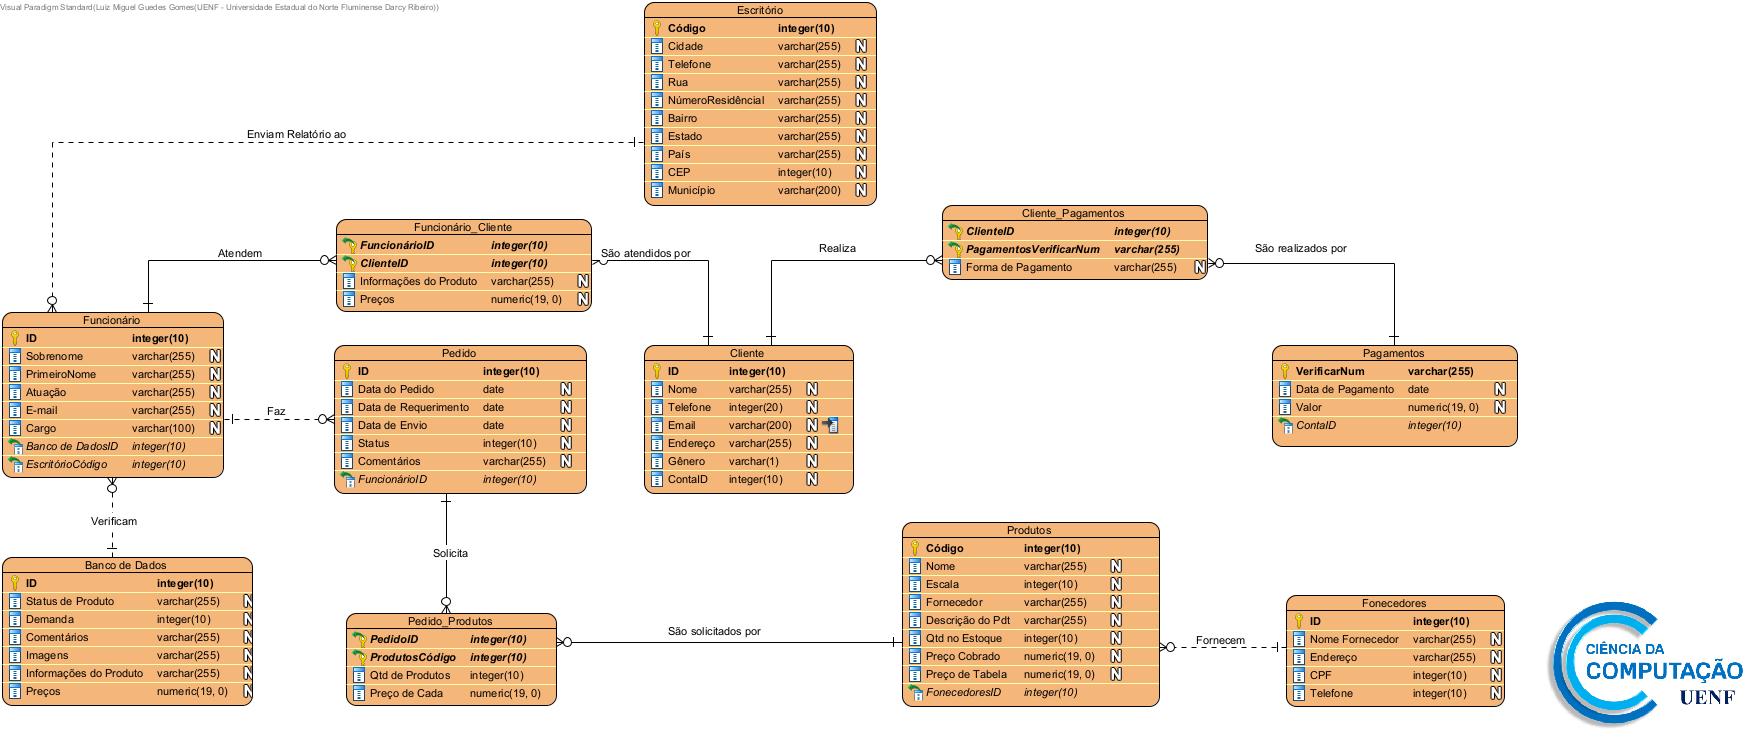 Visual Paradigm Standard(Luiz Miguel Guedes Gomes(UENF - Universidade Estadual do Norte Fluminense Darcy Ribeiro))
Escritório
Código integer(10)
Cidade varchar(255) N
Telefone varchar(255) N
Rua varchar(255) N
NúmeroResidêncial varchar(255) N
Bairro varchar(255) N
Estado varchar(255) N
País varchar(255) N
CEP integer(10) N
Município varchar(200) N
Enviam Relatório ao
Funcionário_Cliente
FuncionárioID integer(10)
ClienteID integer(10)
Informações do Produto varchar(255) N
Preços numeric(19, 0) N
Atendem
São atendidos por
Realiza
Cliente_Pagamentos
ClienteID integer(10)
PagamentosVerificarNum varchar(255)
Forma de Pagamento varchar(255) N
São realizados por
Funcionário
ID integer(10)
Sobrenome varchar(255) N
PrimeiroNome varchar(255) N
Atuação varchar(255) N
E-mail varchar(255) N
Cargo varchar(100) N
Banco de DadosID integer(10)
EscritórioCódigo integer(10)
Faz
Pedido
ID integer(10)
Data do Pedido date N
Data de Requerimento date N
Data de Envio date N
Status integer(10) N
Comentários varchar(255) N
FuncionárioID integer(10)
Cliente
ID integer(10)
Nome varchar(255) N
Telefone integer(20) N
Email varchar(200) N
Endereço varchar(255) N
Gênero varchar(1) N
ContaID integer(10) N
Pagamentos
VerificarNum varchar(255)
Data de Pagamento date N
Valor numeric(19, 0) N
ContaID integer(10)
Verificam
Solicita
Banco de Dados
ID integer(10)
Status de Produto varchar(255) N
Demanda integer(10) N
Comentários varchar(255) N
Imagens varchar(255) N
Informações do Produto varchar(255) N
Preços numeric(19, 0) N
Pedido_Produtos
PedidoID integer(10)
ProdutosCódigo integer(10)
Qtd de Produtos integer(10)
Preço de Cada numeric(19, 0)
São solicitados por
Produtos
Código integer(10)
Nome varchar(255) N
Escala integer(10) N
Fornecedor varchar(255) N
Descrição do Pdt varchar(255) N
Qtd no Estoque integer(10) N
Preço Cobrado numeric(19, 0) N
Preço de Tabela numeric(19, 0) N
FonecedoresID integer(10)
Fornecem
Fonecedores
ID integer(10)
Nome Fornecedor varchar(255) N
Endereço varchar(255) N
CPF integer(10) N
Telefone integer(10) N
CIÊNCIA DA
COMPUTAÇÃO
UENF